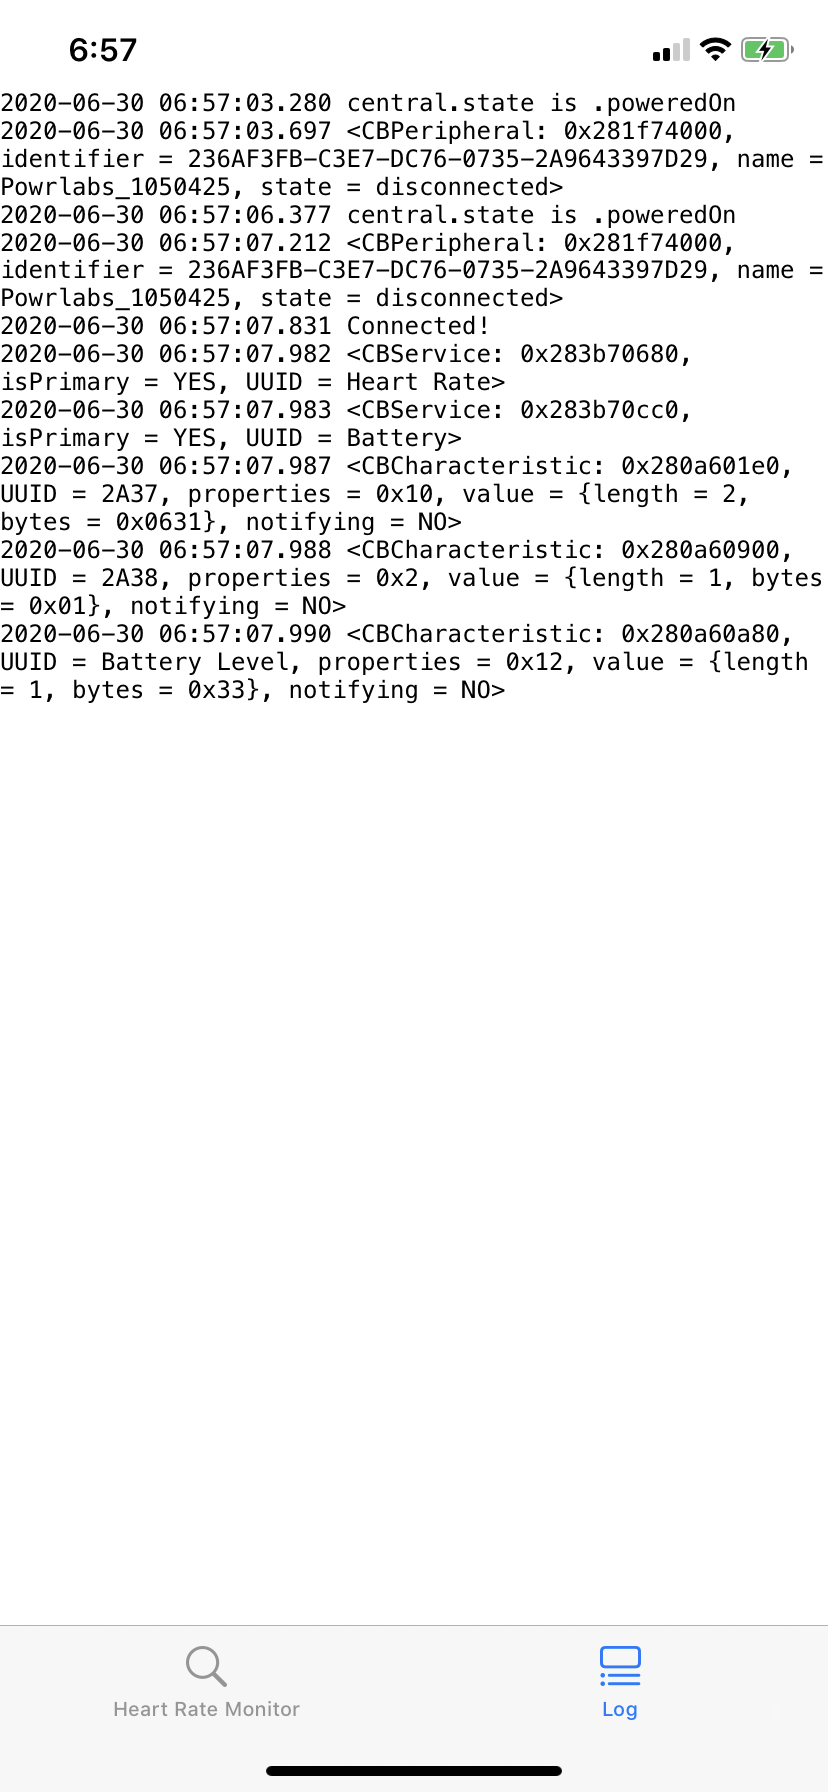 6:57
2020-06-30 06:57:03.280 central.state is .poweredOn
2020-06-30 06:57:03.697 <CBPeripheral: 0x281f74000,
identifier = 236AF3FB-C3E7-DC76-0735-2A9643397D29, name =
Powrlabs_1050425, state = disconnected>
2020-06-30 06:57:06.377 central.state is .poweredOn
2020-06-30 06:57:07.212 <CBPeripheral: 0x281f74000,
identifier = 236AF3FB-C3E7-DC76-0735-2A9643397D29, name =
Powrlabs_1050425, state = disconnected>
2020-06-30 06:57:07.831 Connected!
2020-06-30 06:57:07.982 <CBService: 0x283b70680,
isPrimary = YES, UUID = Heart Rate>
2020-06-30 06:57:07.983 <CBService: 0x283b70cc0,
isPrimary = YES, UUID = Battery>
2020-06-30 06:57:07.987 <CBCharacteristic: 0x280a601e0,
UUID = 2A37, properties = 0x10, value = {length = 2,
bytes = 0x0631}, notifying = NO>
2020-06-30 06:57:07.988 <CBCharacteristic: 0x280a60900,
UUID = 2A38, properties = 0x2, value = {length = 1, bytes
= 0x01}, notifying = NO>
2020-06-30 06:57:07.990 <CBCharacteristic: 0x280a60a80,
UUID = Battery Level, properties = 0x12, value = {length
= 1, bytes = 0x33}, notifying = NO>
Heart Rate Monitor
Log